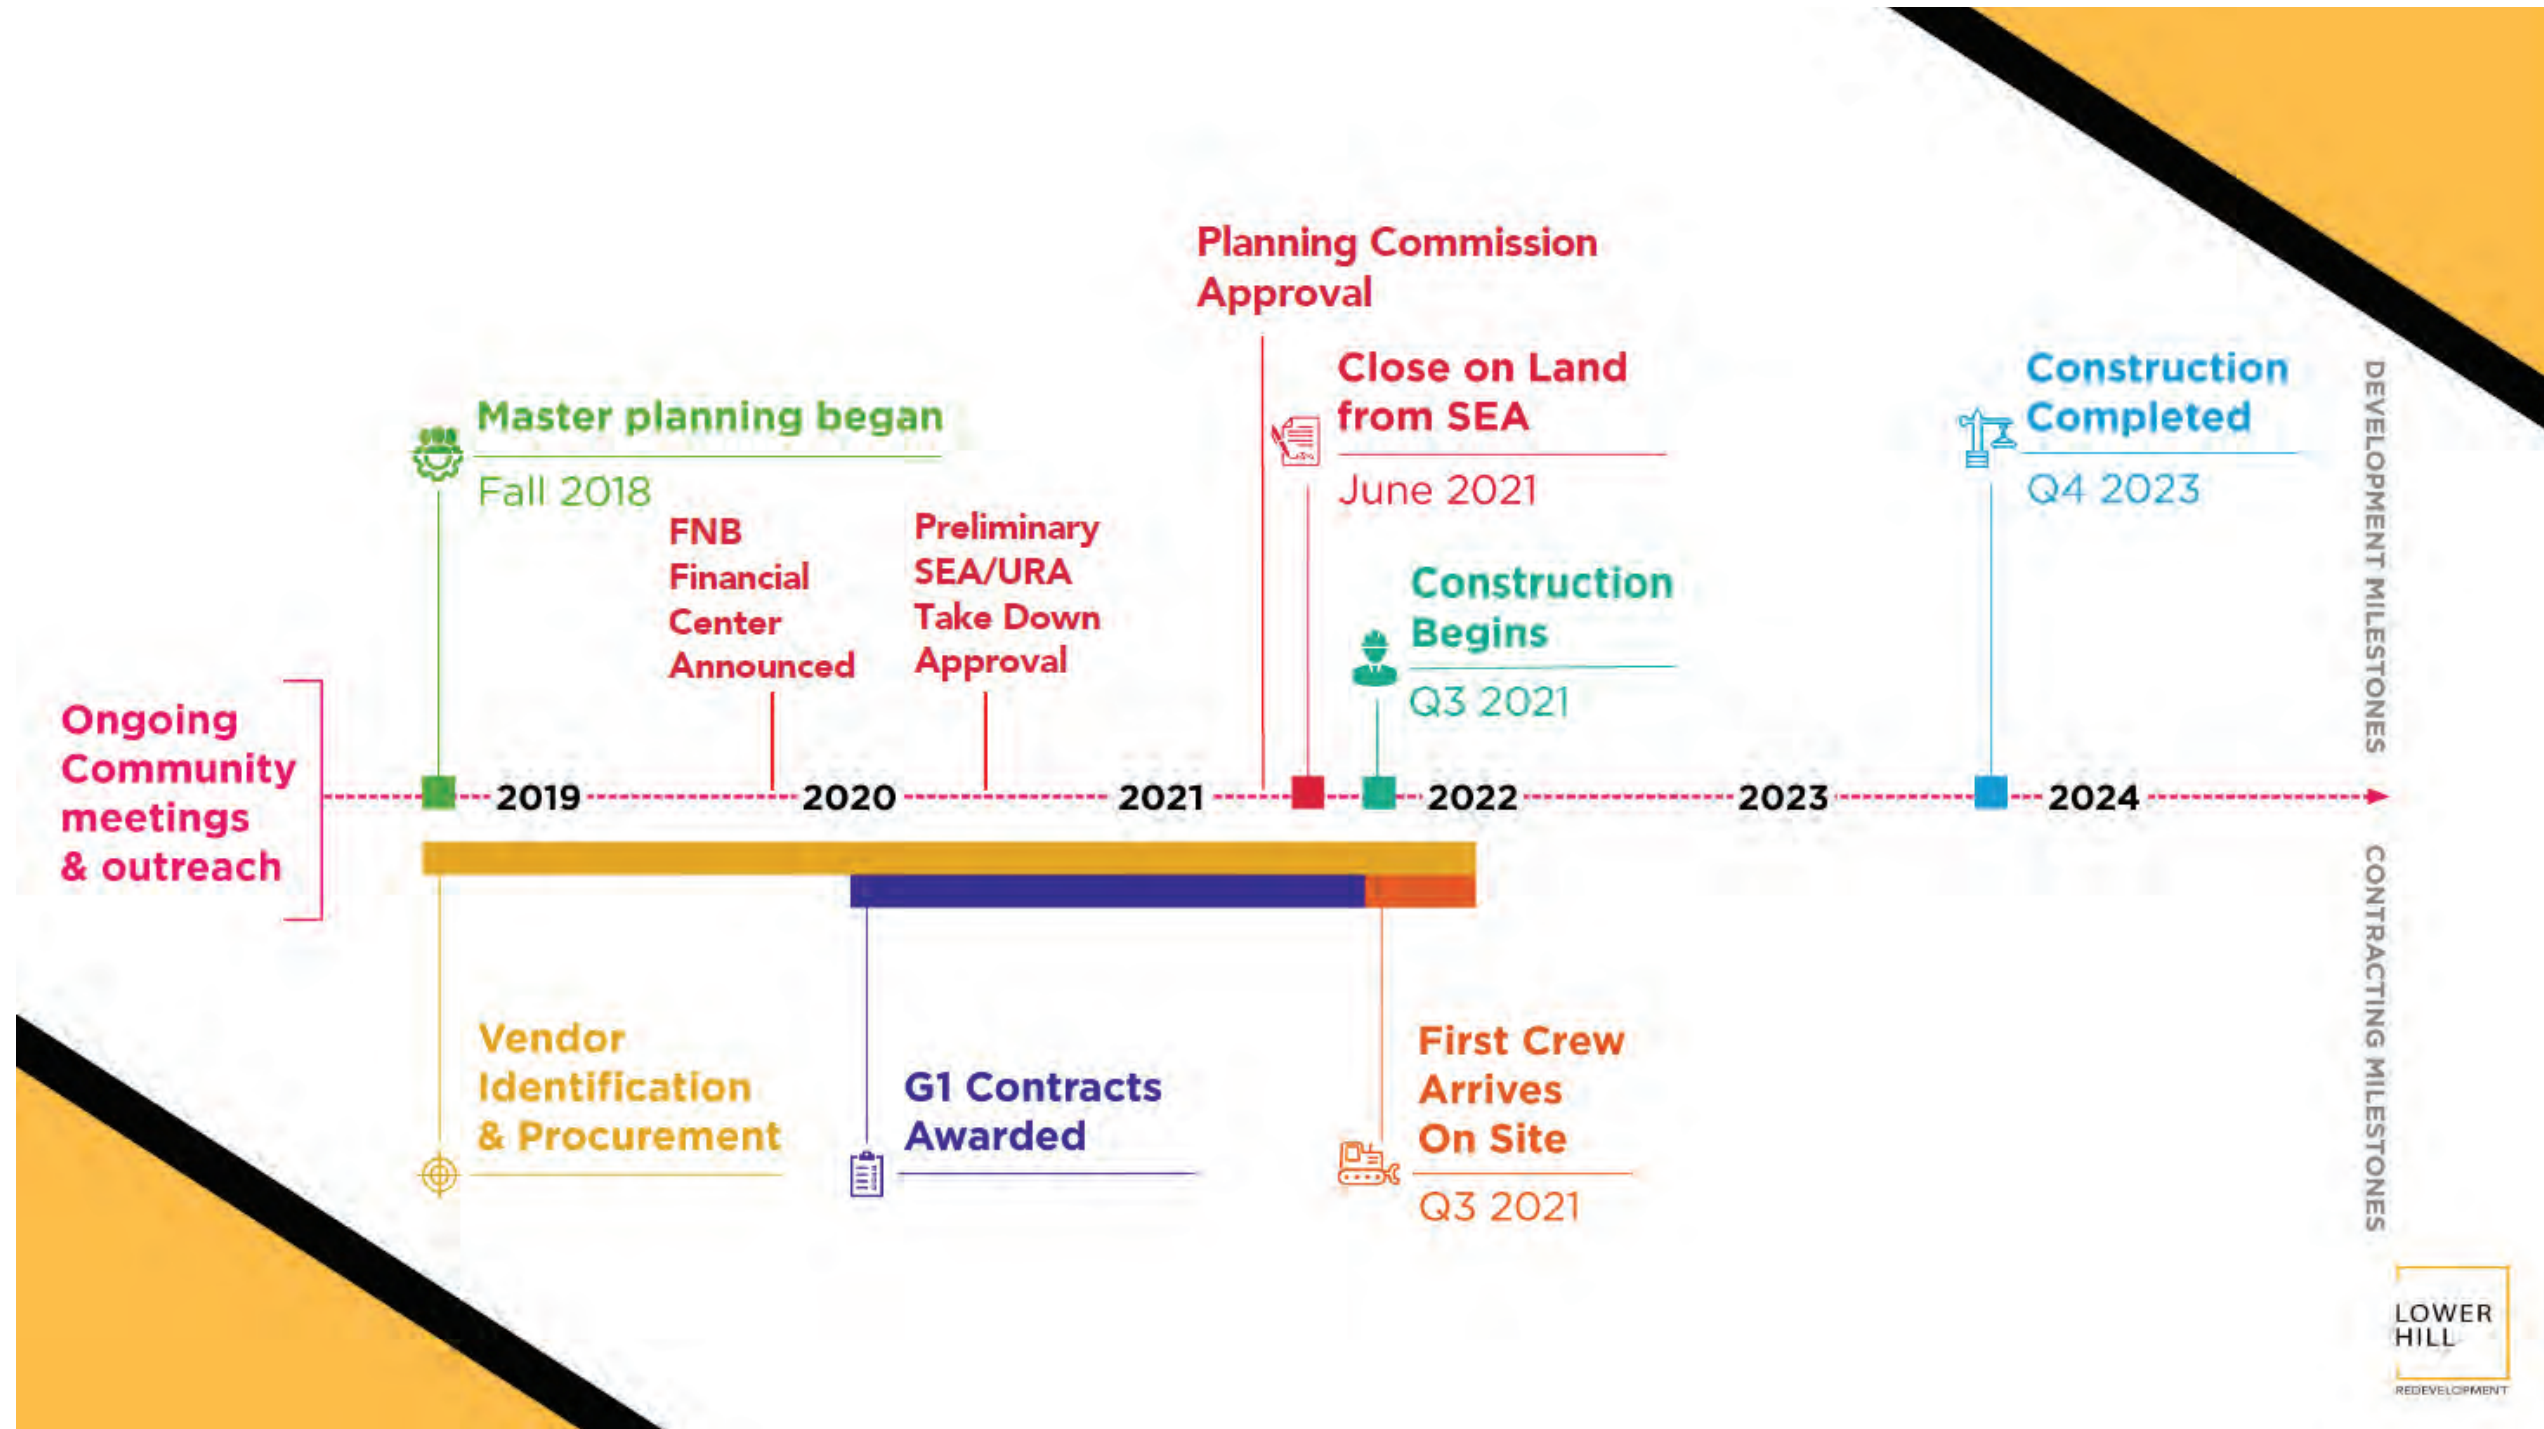 Planning Commission
Approval
Close on Land
from SEA
June 2021
Construction
Completed
Q4 2023
Master planning began
Fall 2018
FNB
Financial
Center
Announced
Preliminary
SEA/URA
Take Down
Approval
Construction
Begins
Q3 2021
DEVELOPMENT MILESTONES
Ongoing
Community
meetings
& outreach
2019 2020 2021 2022 2023 2024
Vendor
Identification
& Procurement
G1 Contracts
Awarded
First Crew
Arrives
On Site
Q3 2021
CONTRACTING MILESTONES
LOWER
HILL
REDEVELOPMENT